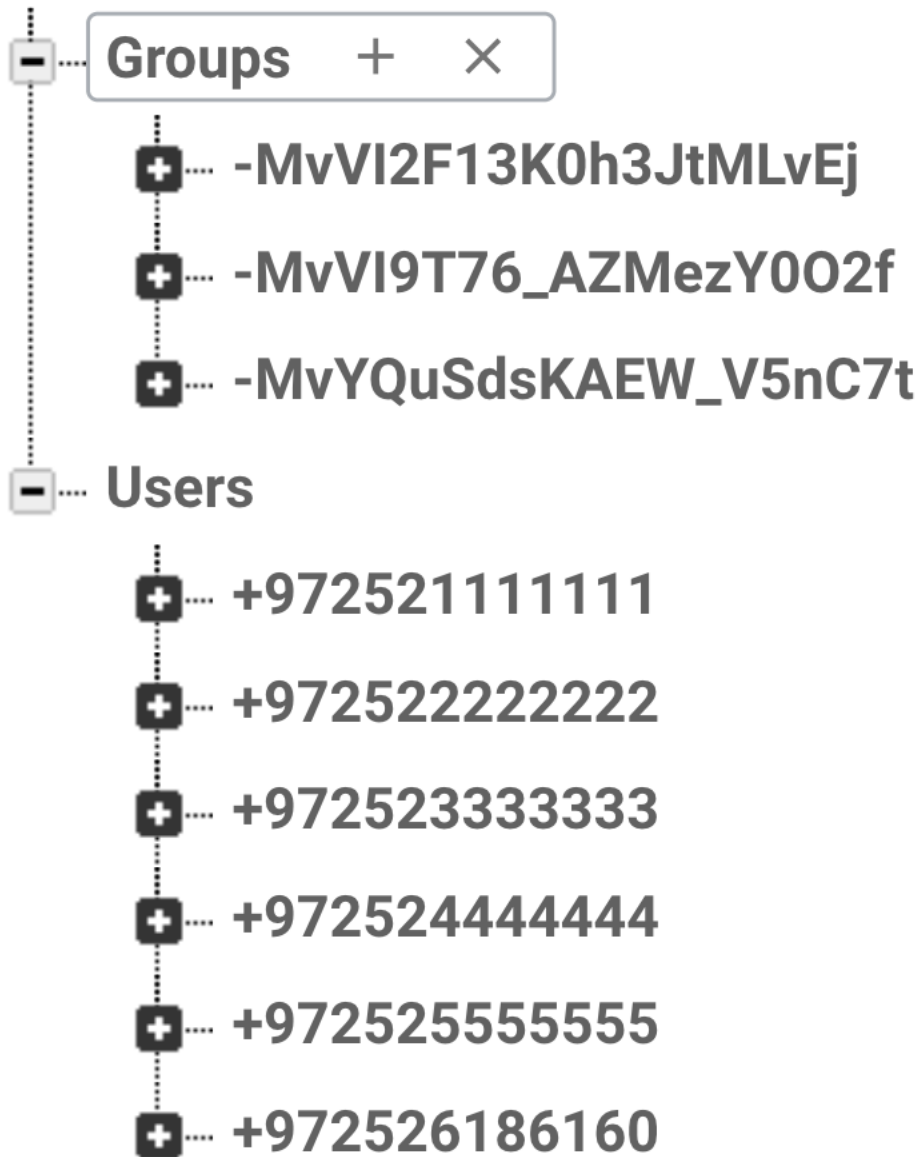 Groups
-MvVI2F13K0h3JtMLvEj
-MvVI9T76_AZMezY0O2f
-MvYQuSdsKAEW_V5nC7t
Users
+972521111111
+972522222222
+972523333333
+972524444444
+972525555555
+972526186160